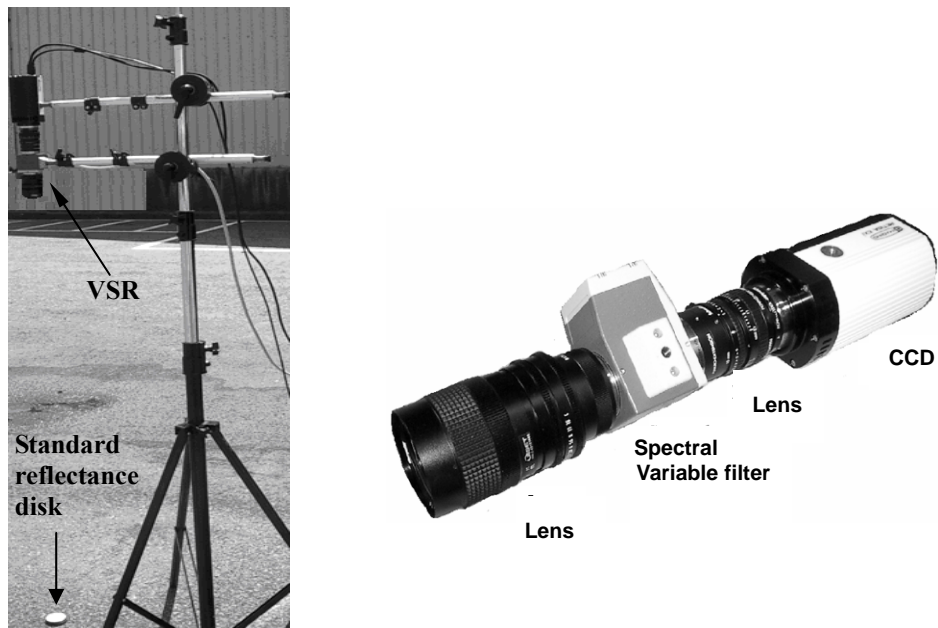 VSR
Standard
reflectance
disk
CCD
Lens
Spectral
Variable filter
Lens